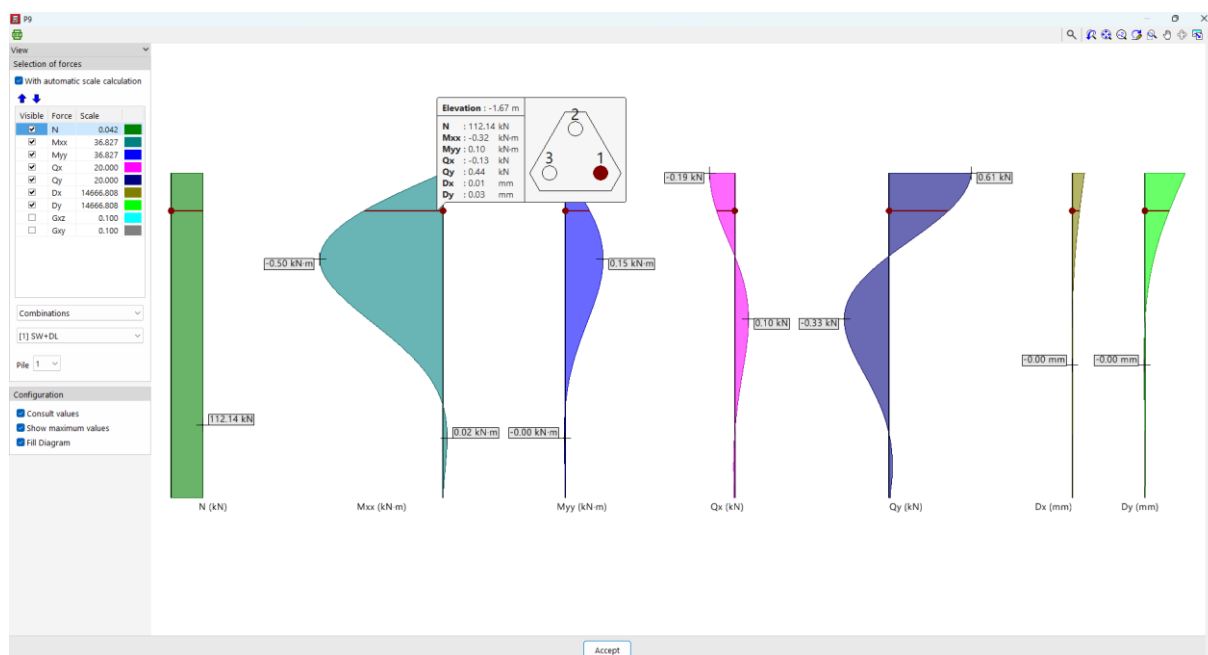 P9
View
Selection of forces
With automatic scale calculation
Visible Force Scale
N 0.042
Mxx 36.827
Myy 36.827
Qx 20.000
Qy 20.000
Dx 14666.808
Dy 14666.808
Gxz 0.100
Gxy 0.100
Combinations
[1] SW+DL
Pile 1
Configuration
Consult values
Show maximum values
Fill Diagram
Elevation : -1.67 m
N : 112.14 kN
Mxx : -0.32 kN·m
Myy : 0.10 kN·m
Qx : -0.13 kN
Qy : 0.44 kN
Dx : 0.01 mm
Dy : 0.03 mm
2
3 1
-0.19 kN
0.61 kN
-0.50 kN·m
0.15 kN·m
0.10 kN
-0.33 kN
-0.00 mm
-0.00 mm
112.14 kN
0.02 kN·m
-0.00 kN·m
N (kN)
Mxx (kN·m)
Myy (kN·m)
Qx (kN)
Qy (kN)
Dx (mm)
Dy (mm)
Accept